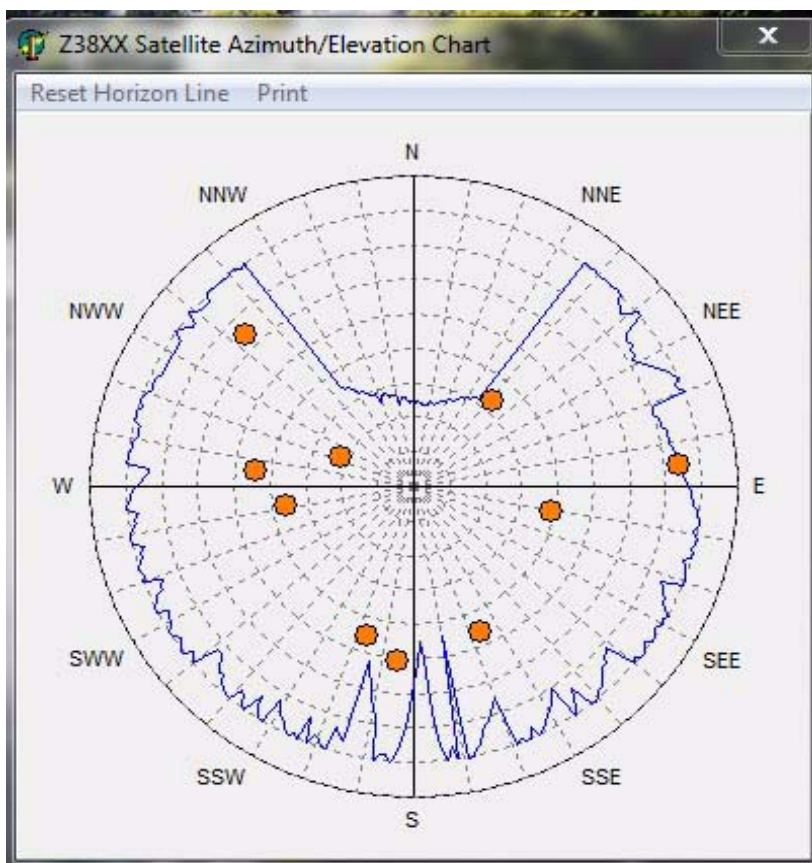 Z38XX Satellite Azimuth/Elevation Chart
x
Reset Horizon Line Print
N
NNW NNE
NWW NEE
W E
SWW SEE
SSW SSE
S